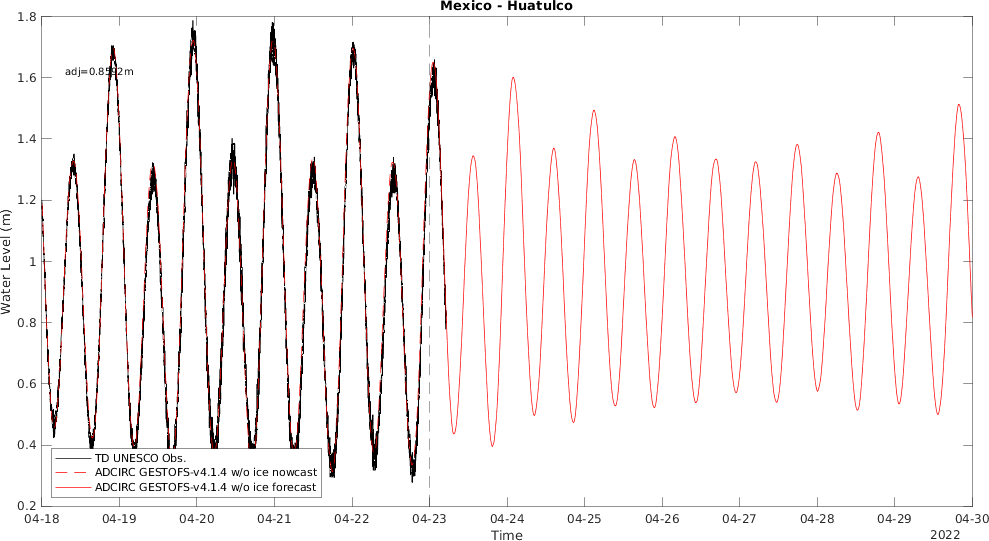 Mexico - Huatulco
1.8
1.6
1.4
1.2
1
0.8
0.6
0.4
0.2
Water Level (m)
adj=0.8592m
TD UNESCO Obs.
ADCIRC GESTOFS-v4.1.4 w/o ice nowcast
ADCIRC GESTOFS-v4.1.4 w/o ice forecast
04-18 04-19 04-20 04-21 04-22 04-23 04-24 04-25 04-26 04-27 04-28 04-29 04-30
Time
2022